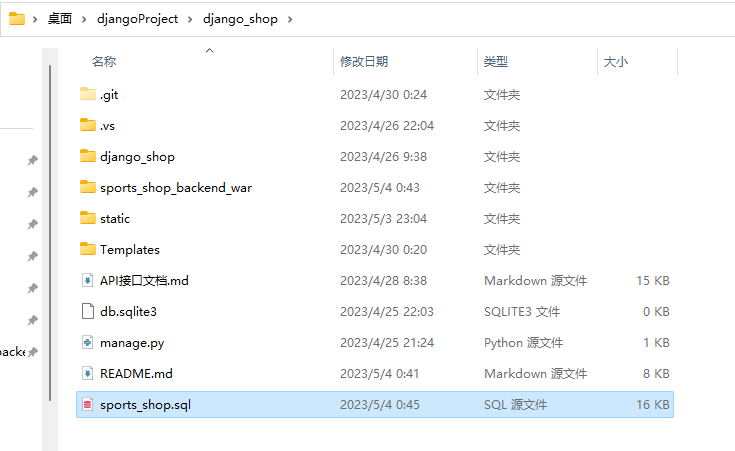 桌面 djangoProject django_shop
名称 修改日期 类型 大小
.git 2023/4/30 0:24 文件夹
.vs 2023/4/26 22:04 文件夹
django_shop 2023/4/26 9:38 文件夹
sports_shop_backend_war 2023/5/4 0:43 文件夹
static 2023/5/3 23:04 文件夹
Templates 2023/4/30 0:20 文件夹
API接口文档.md 2023/4/28 8:38 Markdown 源文件 15 KB
db.sqlite3 2023/4/25 22:03 SQLITE3 文件 0 KB
manage.py 2023/4/25 21:24 Python 源文件 1 KB
README.md 2023/5/4 0:41 Markdown 源文件 8 KB
sports_shop.sql 2023/5/4 0:45 SQL 源文件 16 KB